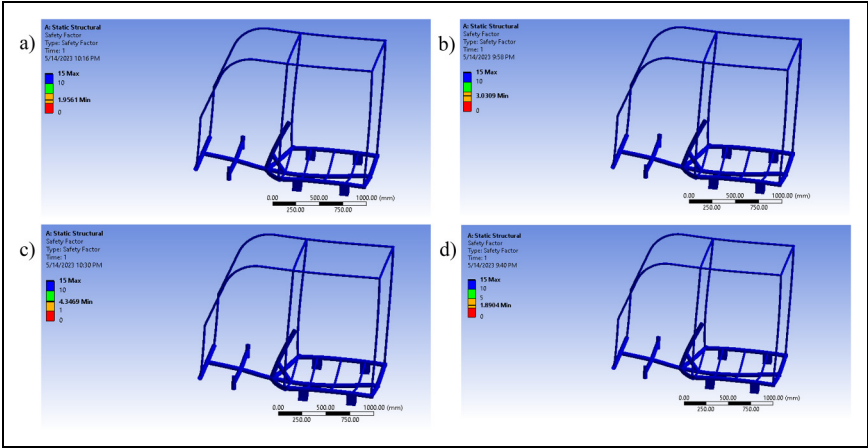 a)
A: Static Structural
Safety Factor
Type: Safety Factor
Time: 1
5/14/2023 10:16 PM
15 Max
10
1.9561 Min
0
0.00 500.00 1000.00 (mm)
250.00 750.00
b)
A: Static Structural
Safety Factor
Type: Safety Factor
Time: 1
5/14/2023 9:58 PM
15 Max
10
3.0309 Min
0
0.00 500.00 1000.00 (mm)
250.00 750.00
c)
A: Static Structural
Safety Factor
Type: Safety Factor
Time: 1
5/14/2023 10:30 PM
15 Max
10
4.3469 Min
1
0
0.00 500.00 1000.00 (mm)
250.00 750.00
d)
A: Static Structural
Safety Factor
Type: Safety Factor
Time: 1
5/14/2023 9:40 PM
15 Max
10
5
1.8904 Min
0
0.00 500.00 1000.00 (mm)
250.00 750.00